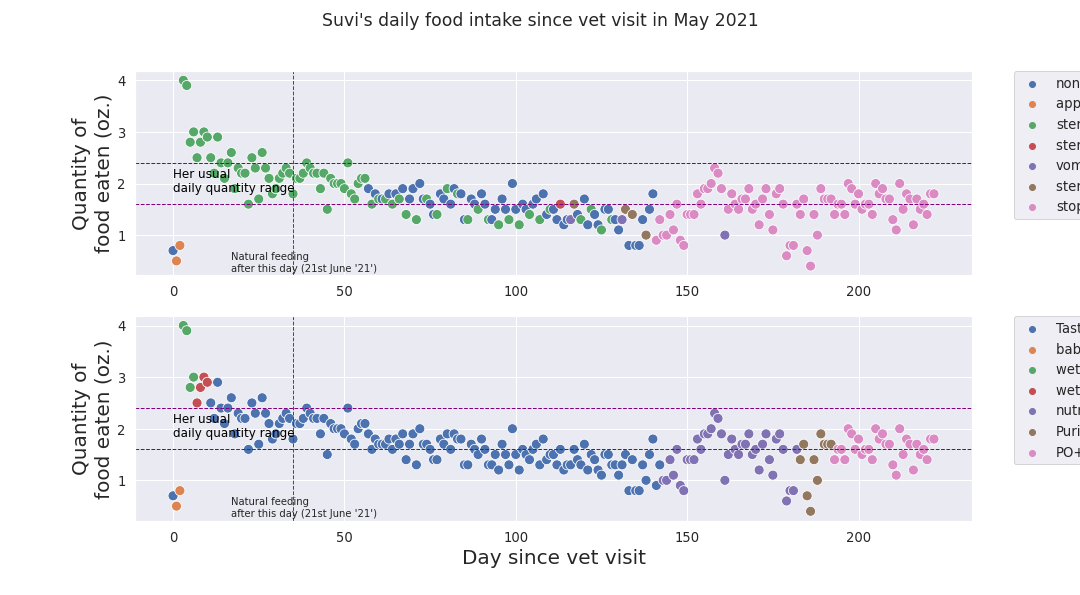 Suvi's daily food intake since vet visit in May 2021
Quantity of
food eaten (oz.)
4
3
2
1
Her usual
daily quantity range
Natural feeding
after this day (21st June '21')
0 50 100 150 200
non
app
ster
ster
vom
ster
stop
Quantity of
food eaten (oz.)
4
3
2
1
Her usual
daily quantity range
Natural feeding
after this day (21st June '21')
0 50 100 150 200
Day since vet visit
Tast
bab
wet
wet
nutr
Puri
PO+